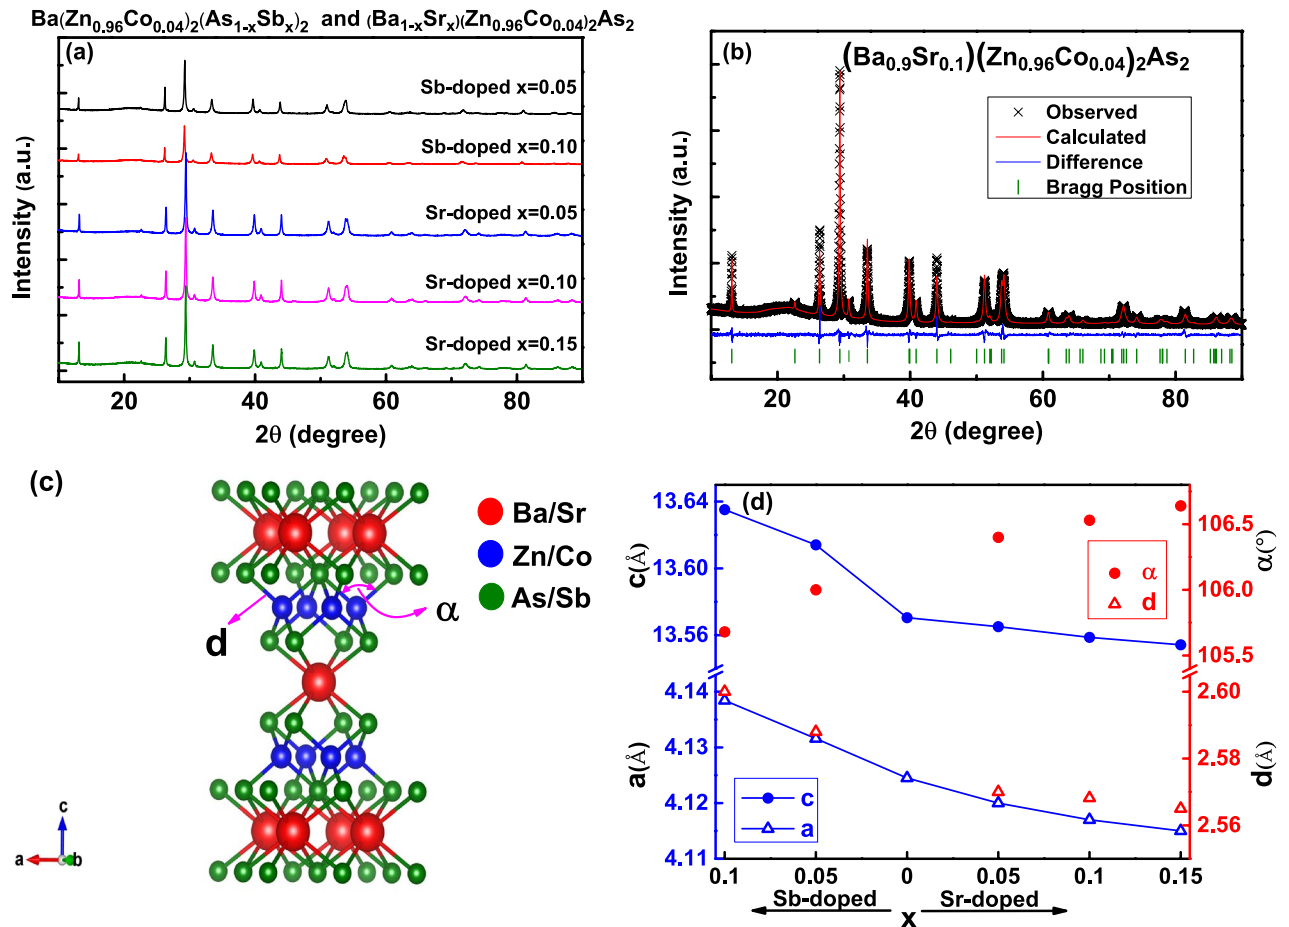 Ba(Zn0.96Co0.04)2(As1-xSbx)2 and (Ba1-xSrx)(Zn0.96Co0.04)2As2
(a)
Sb-doped x=0.05
Sb-doped x=0.10
Sr-doped x=0.05
Sr-doped x=0.10
Sr-doped x=0.15
Intensity (a.u.)
20 40 60 80
2θ (degree)
(b)
(Ba0.9Sr0.1)(Zn0.96Co0.04)2As2
Observed
Calculated
Difference
Bragg Position
Intensity (a.u.)
20 40 60 80
2θ (degree)
(c)
Ba/Sr
Zn/Co
As/Sb
d
α
c
a
b
(d)
13.64
13.60
13.56
c(Å)
4.14
4.13
4.12
4.11
a(Å)
106.5
106.0
105.5
α(°)
2.60
2.58
2.56
d(Å)
α
d
c
a
0.1 0.05 0 0.05 0.1 0.15
Sb-doped x Sr-doped